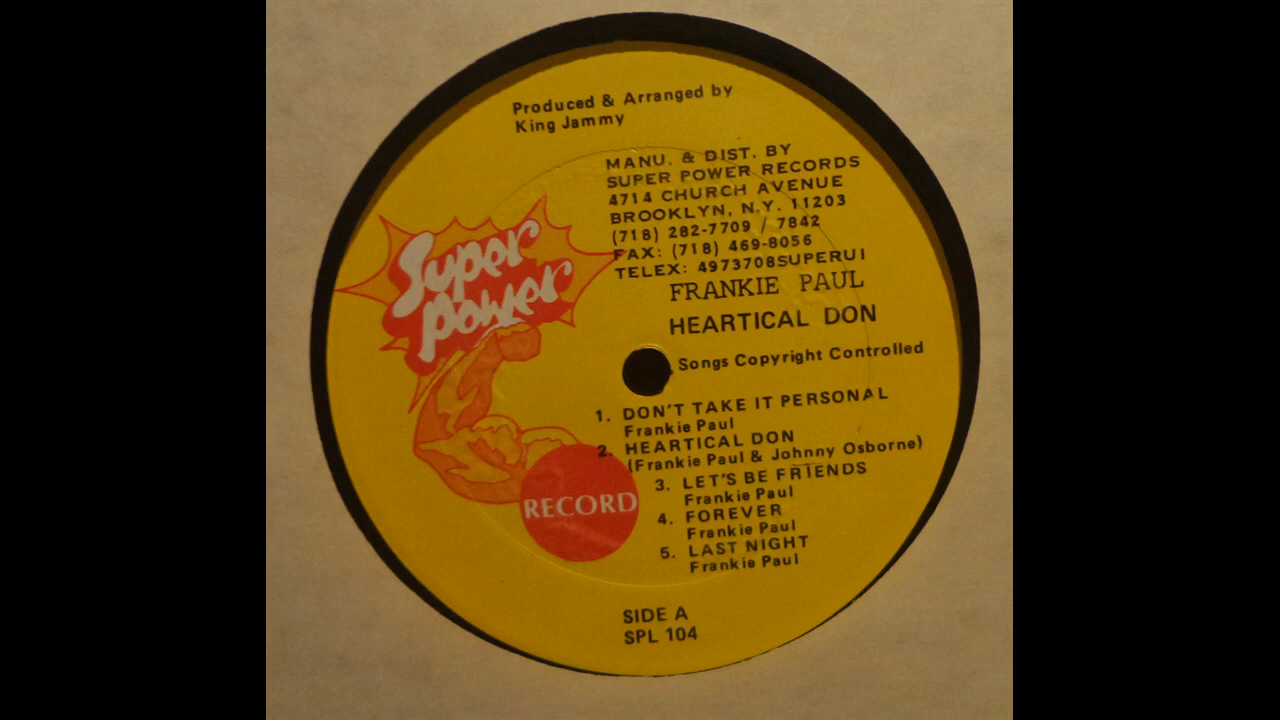 Produced & Arranged by
King Jammy
MANU. & DIST. BY
SUPER POWER RECORDS
4714 CHURCH AVENUE
BROOKLYN, N.Y. 11203
(718) 282-7709 / 7842
FAX: (718) 469-8056
TELEX: 4973708SUPERUI
Super
Power
FRANKIE PAUL
HEARTICAL DON
Songs Copyright Controlled
1. DON'T TAKE IT PERSONAL
Frankie Paul
2. HEARTICAL DON
(Frankie Paul & Johnny Osborne)
3. LET'S BE FRIENDS
Frankie Paul
4. FOREVER
Frankie Paul
5. LAST NIGHT
Frankie Paul
RECORD
SIDE A
SPL 104